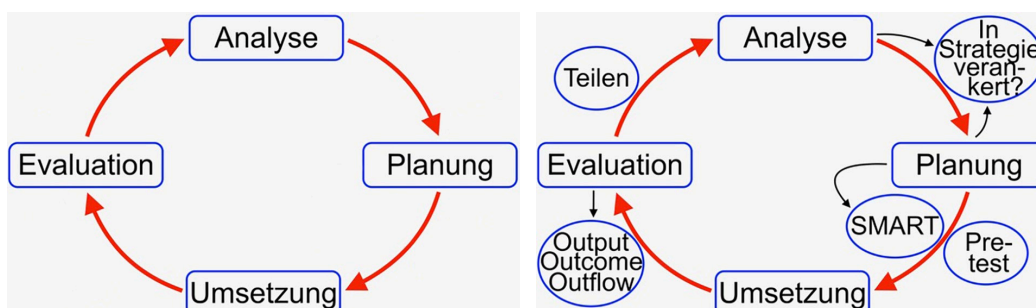 Analyse
Evaluation
Planung
Umsetzung
Analyse
In
Strategie
veran-
kert?
Teilen
Evaluation
Planung
SMART
Output
Outcome
Outflow
Pre-
test
Umsetzung